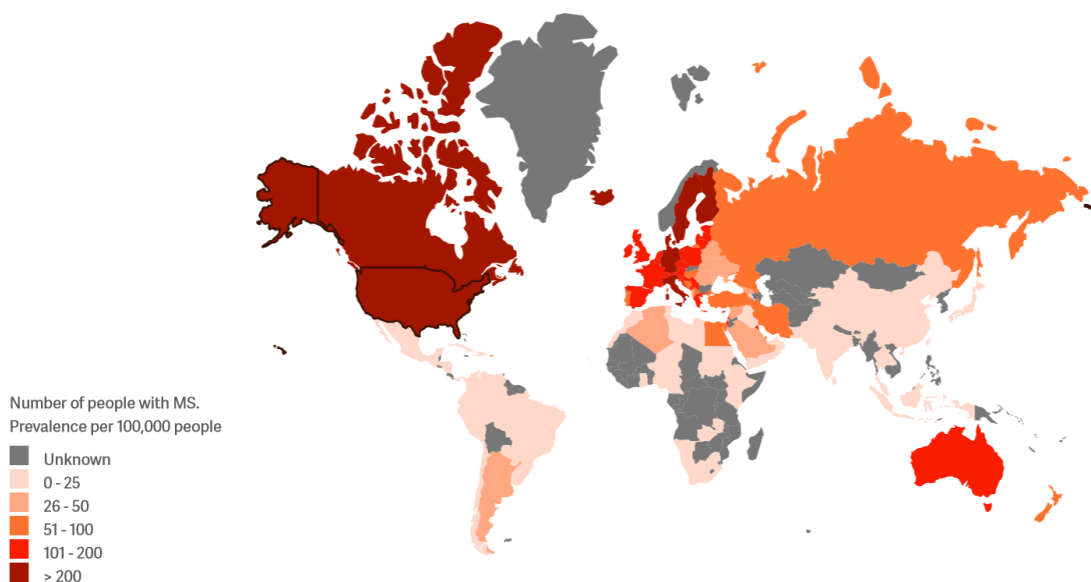 Number of people with MS.
Prevalence per 100,000 people
Unknown
0 - 25
26 - 50
51 - 100
101 - 200
> 200